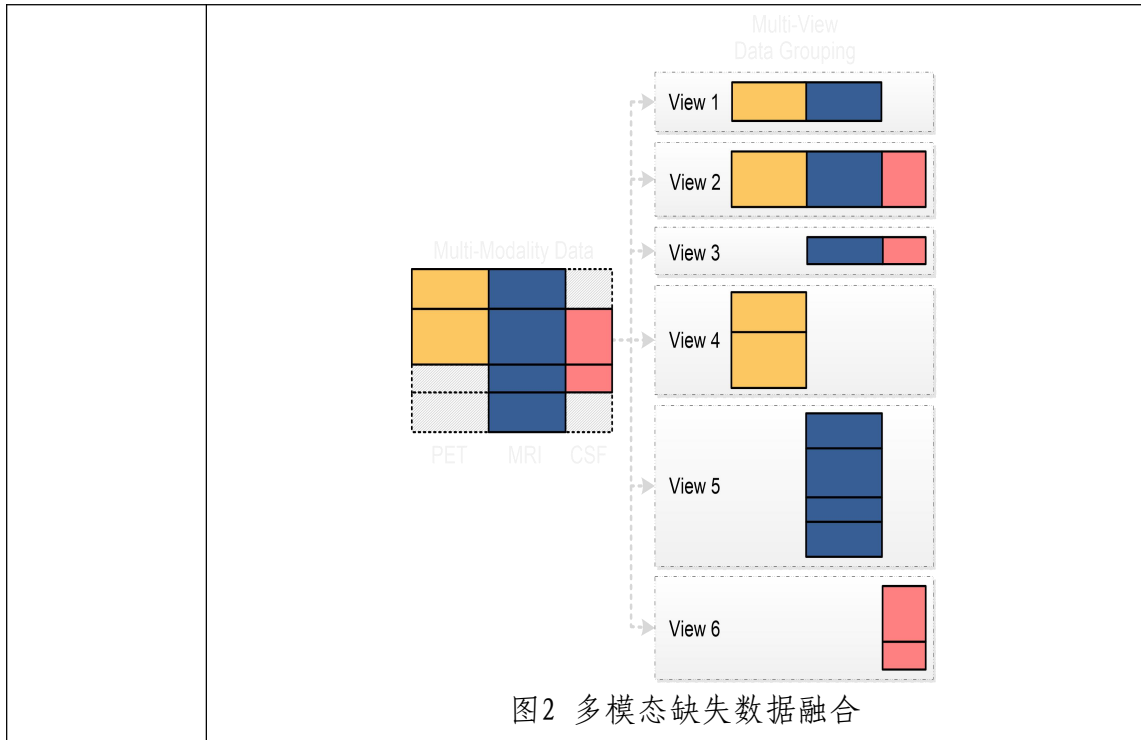 Multi-View
Data Grouping
View 1
View 2
View 3
Multi-Modality Data
View 4
PET MRI CSF
View 5
View 6
图2 多模态缺失数据融合